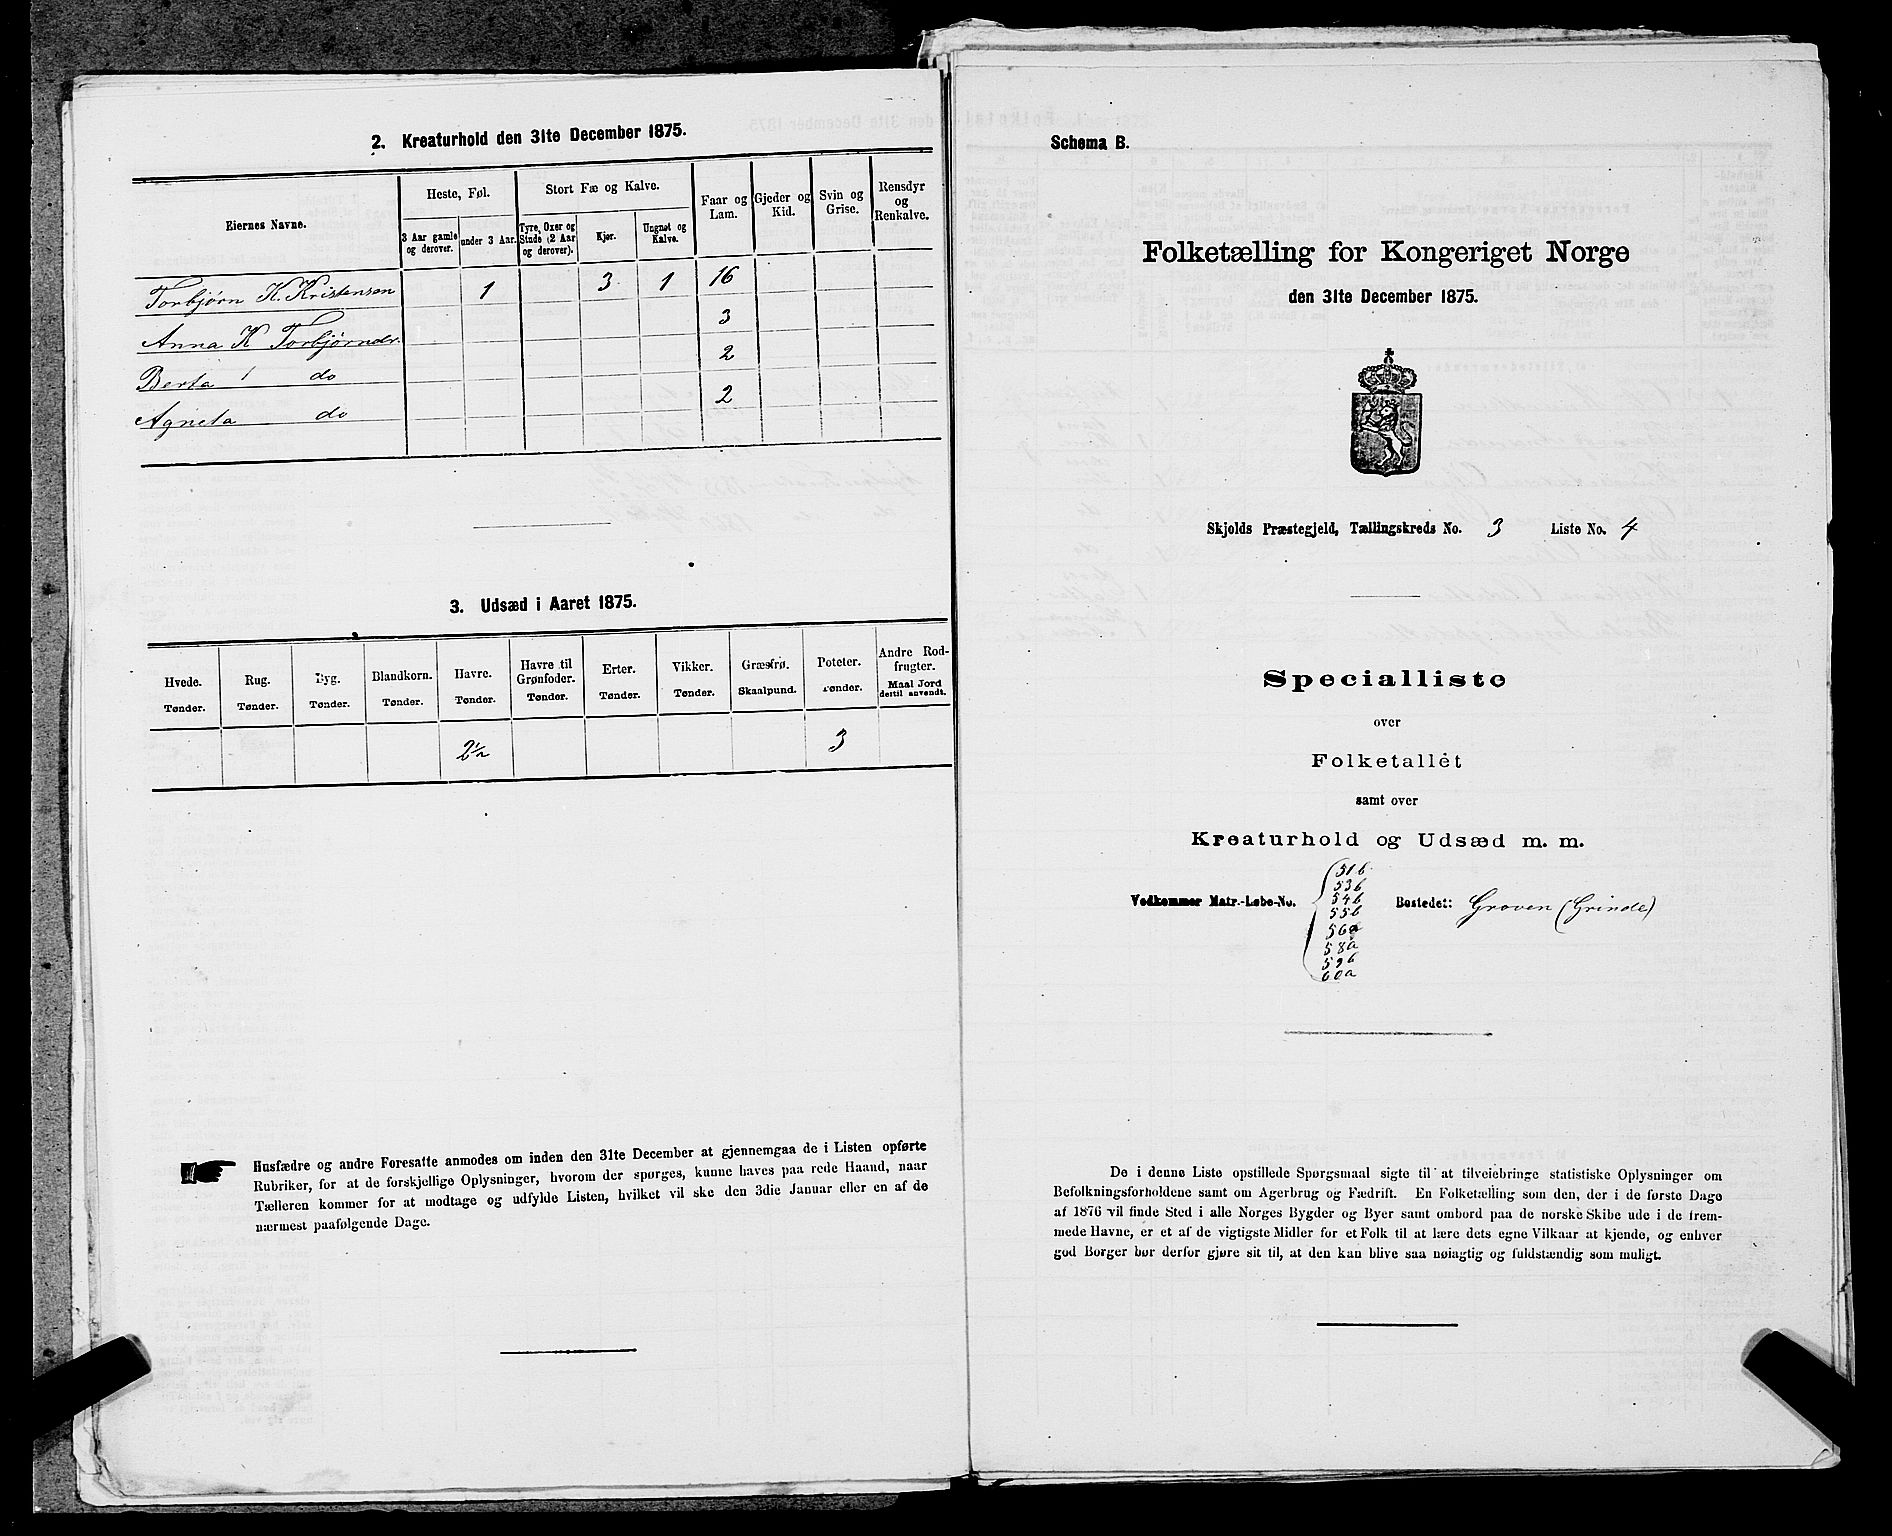 2. Kreaturhold den 31te December 1875.
Eiernes Navne. Heste, Føl. Stort Fæ og Kalve. Faar og Lam. Gjeder og Kid. Svin og Grise. Rensdyr og Renkalve.
3 Aar gamle og derover. under 3 Aar. Tyre, Oxer og Stude (2 Aar og derover). Kjør. Ungnøt og Kalve.
Torbjørn K. Kristensen 1 3 1 16
Anna K Torbjørnsdr. 3
Berta do 2
Agneta do 2
3. Udsæd i Aaret 1875.
Hvede. Rug. Byg. Blandkorn. Havre. Havre til Grønfoder. Erter. Vikker. Græsfrø. Poteter. Andre Rodfrugter.
Tønder. Tønder. Tønder. Tønder. Tønder. Tønder. Tønder. Tønder. Skaalpund. Tønder. Maal Jord dertil anvendt.
2½ 3
Husfædre og andre Foresatte anmodes om inden den 31te December at gjennemgaa de i Listen opførte
Rubriker, for at de forskjellige Oplysninger, hvorom der spørges, kunne haves paa rede Haand, naar
Tælleren kommer for at modtage og udfylde Listen, hvilket vil ske den 3die Januar eller en af de
nærmest paafølgende Dage.
Schema B.
Folketælling for Kongeriget Norge
den 31te December 1875.
Skjolds Præstegjeld, Tællingskreds No. 3 Liste No. 4
Specialliste
over
Folketallet
samt over
Kreaturhold og Udsæd m. m.
Vedkommer Matr.-Løbe-No. Bostedet: Groven (Grinde)
51b
53b
54b
55b
56a
58a
59b
60a
De i denne Liste opstillede Spørgsmaal sigte til at tilveiebringe statistiske Oplysninger om
Befolkningsforholdene samt om Agerbrug og Fædrift. En Folketælling som den, der i de første Dage
af 1876 vil finde Sted i alle Norges Bygder og Byer samt ombord paa de norske Skibe ude i de frem-
mede Havne, er et af de vigtigste Midler for et Folk til at lære dets egne Vilkaar at kjende, og enhver
god Borger bør derfor gjøre sit til, at den kan blive saa nøiagtig og fuldstændig som muligt.